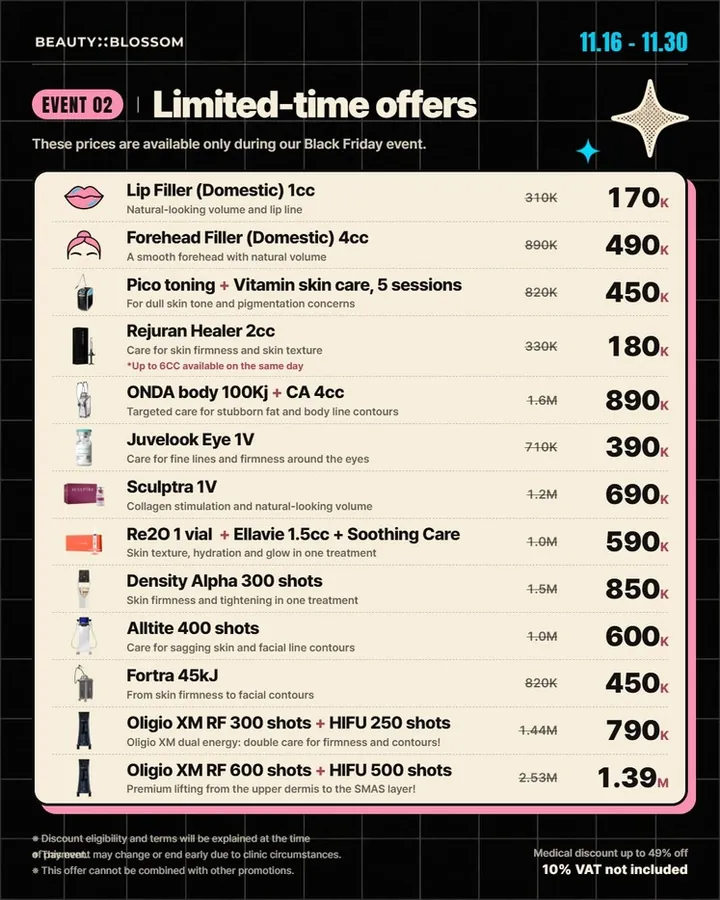 BEAUTY⁙BLOSSOM
11.16 - 11.30
EVENT 02 | Limited-time offers
These prices are available only during our Black Friday event.
Lip Filler (Domestic) 1cc 310K 170K
Natural-looking volume and lip line
Forehead Filler (Domestic) 4cc 890K 490K
A smooth forehead with natural volume
Pico toning + Vitamin skin care, 5 sessions 820K 450K
For dull skin tone and pigmentation concerns
Rejuran Healer 2cc 330K 180K
Care for skin firmness and skin texture
*Up to 6CC available on the same day
ONDA body 100Kj + CA 4cc 1.6M 890K
Targeted care for stubborn fat and body line contours
Juvelook Eye 1V 710K 390K
Care for fine lines and firmness around the eyes
SCULPTRA
Sculptra 1V 1.2M 690K
Collagen stimulation and natural-looking volume
Re2O 1 vial + Ellavie 1.5cc + Soothing Care 1.0M 590K
Skin texture, hydration and glow in one treatment
Density Alpha 300 shots 1.5M 850K
Skin firmness and tightening in one treatment
Alltite 400 shots 1.0M 600K
Care for sagging skin and facial line contours
Fortra 45kJ 820K 450K
From skin firmness to facial contours
Oligio XM RF 300 shots + HIFU 250 shots 1.44M 790K
Oligio XM dual energy: double care for firmness and contours!
Oligio XM RF 600 shots + HIFU 500 shots 2.53M 1.39M
Premium lifting from the upper dermis to the SMAS layer!
※ Discount eligibility and terms will be explained at the time
of payment.
may change or end early due to clinic circumstances.
※ This offer cannot be combined with other promotions.
Medical discount up to 49% off
10% VAT not included